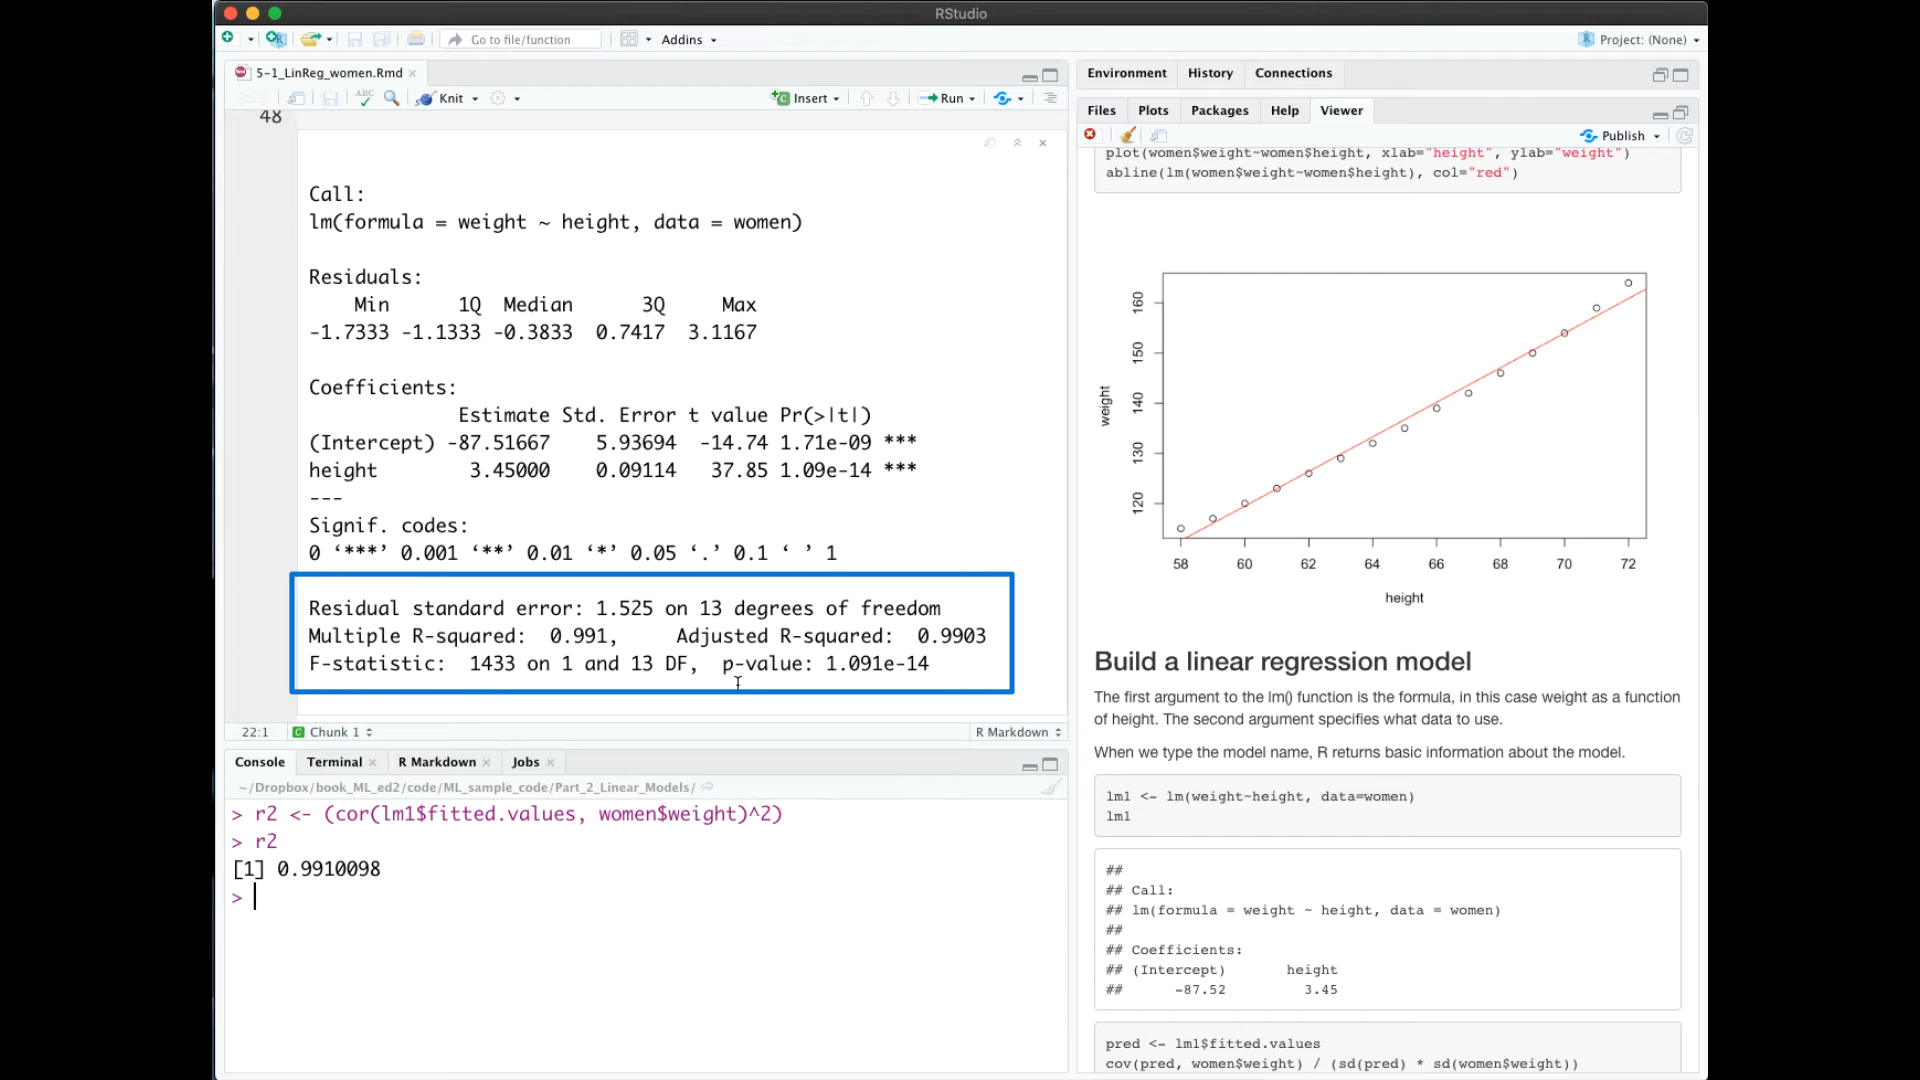 RStudio
Go to file/function
Addins
Project: (None)
5-1_LinReg_women.Rmd
ABC
Knit
Insert
Run
48
Call:
lm(formula = weight ~ height, data = women)
Residuals:
Min 1Q Median 3Q Max
-1.7333 -1.1333 -0.3833 0.7417 3.1167
Coefficients:
Estimate Std. Error t value Pr(>|t|)
(Intercept) -87.51667 5.93694 -14.74 1.71e-09 ***
height 3.45000 0.09114 37.85 1.09e-14 ***
---
Signif. codes:
0 ‘***’ 0.001 ‘**’ 0.01 ‘*’ 0.05 ‘.’ 0.1 ‘ ’ 1
Residual standard error: 1.525 on 13 degrees of freedom
Multiple R-squared: 0.991, Adjusted R-squared: 0.9903
F-statistic: 1433 on 1 and 13 DF, p-value: 1.091e-14
22:1 Chunk 1 R Markdown
Console Terminal R Markdown Jobs
~/Dropbox/book_ML_ed2/code/ML_sample_code/Part_2_Linear_Models/
> r2 <- (cor(lm1$fitted.values, women$weight)^2)
> r2
[1] 0.9910098
>
Environment History Connections
Files Plots Packages Help Viewer
Publish
plot(women$weight~women$height, xlab="height", ylab="weight")
abline(lm(women$weight~women$height), col="red")
160
150
140
130
120
weight
58 60 62 64 66 68 70 72
height
Build a linear regression model
The first argument to the lm() function is the formula, in this case weight as a function
of height. The second argument specifies what data to use.
When we type the model name, R returns basic information about the model.
lm1 <- lm(weight~height, data=women)
lm1
##
## Call:
## lm(formula = weight ~ height, data = women)
##
## Coefficients:
## (Intercept) height
## -87.52 3.45
pred <- lm1$fitted.values
cov(pred, women$weight) / (sd(pred) * sd(women$weight))